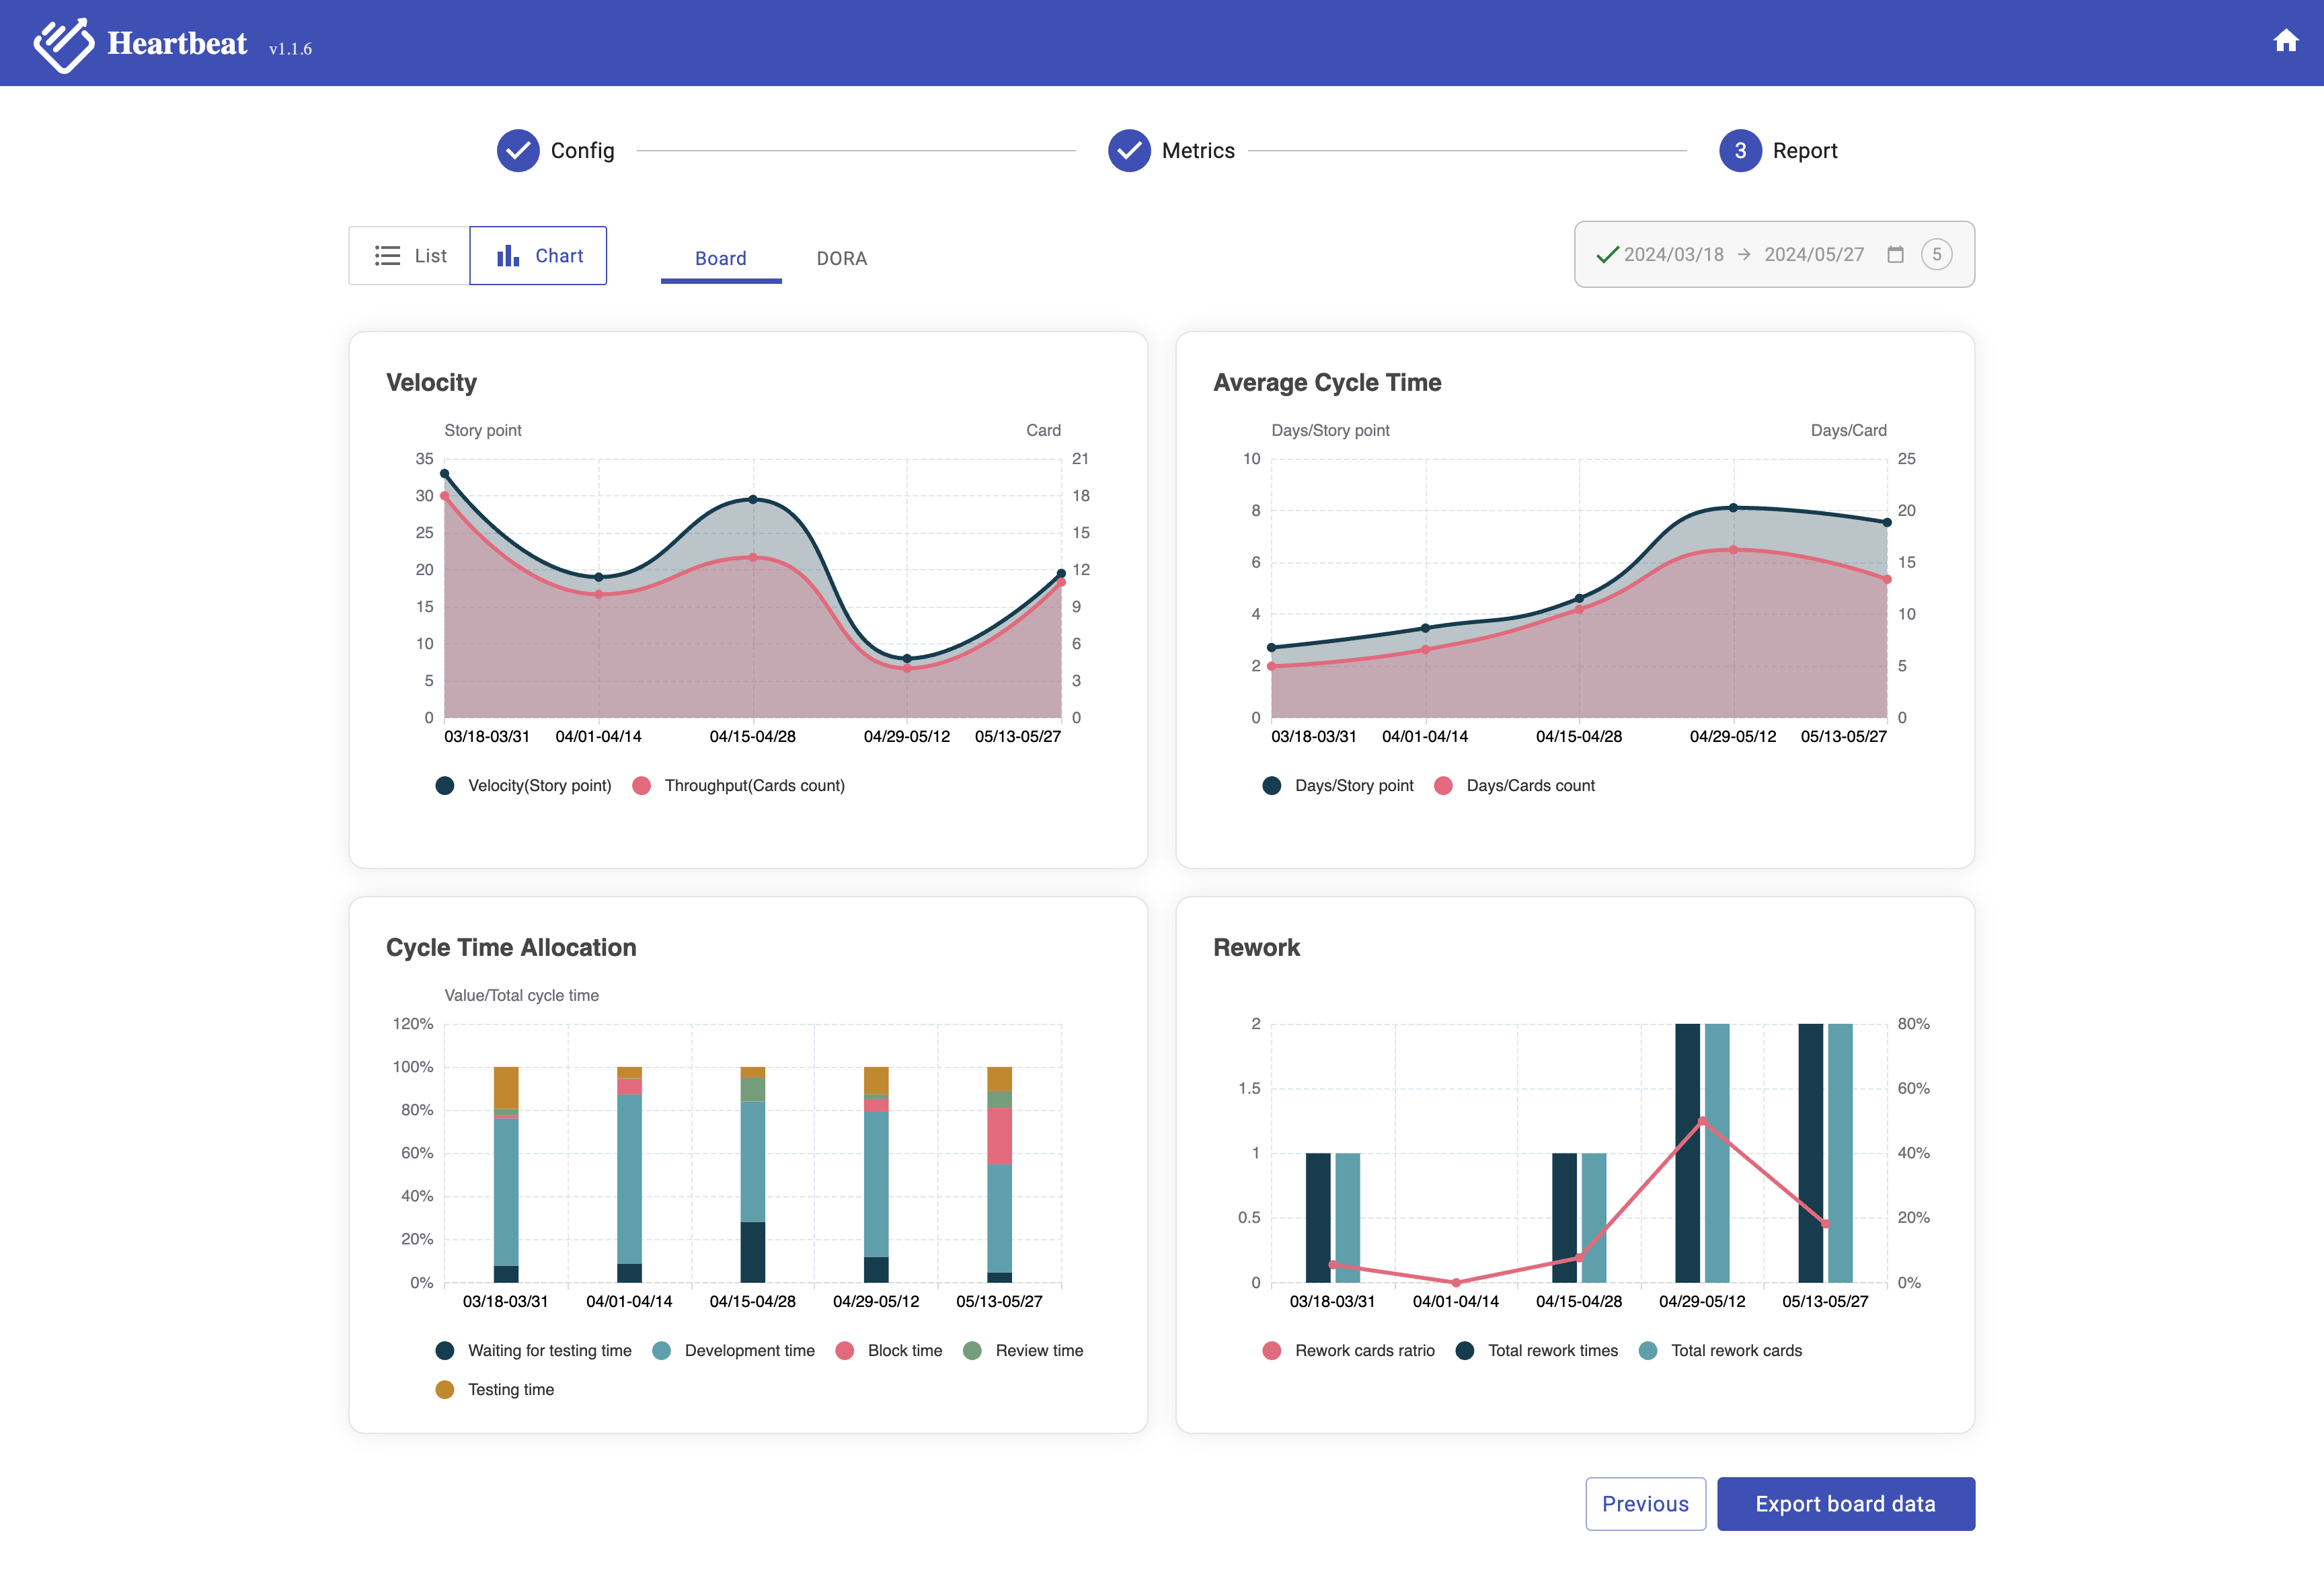 Heartbeat v1.1.6
Config Metrics 3 Report
List Chart Board DORA 2024/03/18 → 2024/05/27 5
Velocity
Story point Card
35 21
30 18
25 15
20 12
15 9
10 6
5 3
0 0
03/18-03/31 04/01-04/14 04/15-04/28 04/29-05/12 05/13-05/27
Velocity(Story point) Throughput(Cards count)
Average Cycle Time
Days/Story point Days/Card
10 25
8 20
6 15
4 10
2 5
0 0
03/18-03/31 04/01-04/14 04/15-04/28 04/29-05/12 05/13-05/27
Days/Story point Days/Cards count
Cycle Time Allocation
Value/Total cycle time
120%
100%
80%
60%
40%
20%
0%
03/18-03/31 04/01-04/14 04/15-04/28 04/29-05/12 05/13-05/27
Waiting for testing time Development time Block time Review time
Testing time
Rework
2 80%
1.5 60%
1 40%
0.5 20%
0 0%
03/18-03/31 04/01-04/14 04/15-04/28 04/29-05/12 05/13-05/27
Rework cards ratrio Total rework times Total rework cards
Previous Export board data